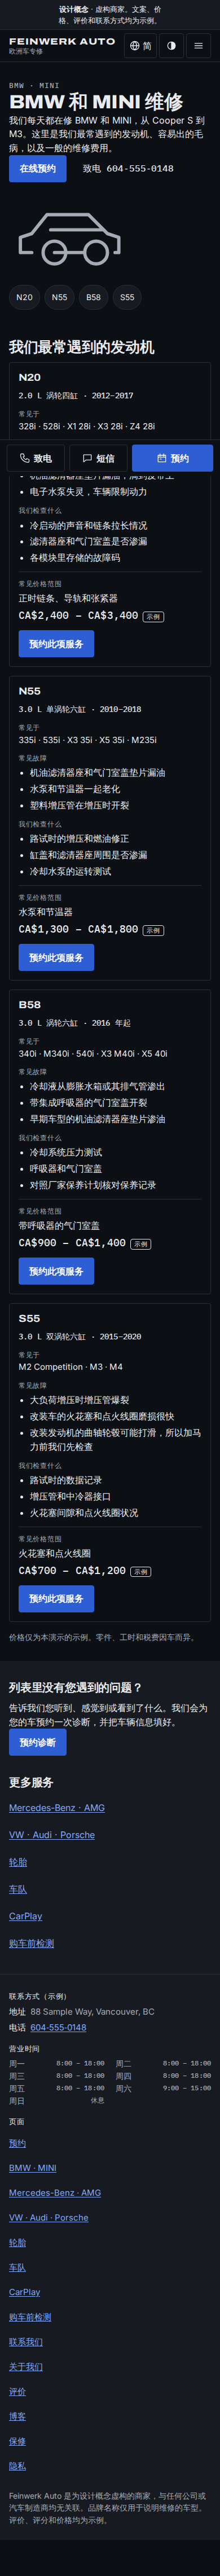 设计概念 · 虚构商家。文案、价
格、评价和联系方式均为示例。
FEINWERK AUTO
欧洲车专修
简
BMW · MINI
BMW 和 MINI 维修
我们每天都在修 BMW 和 MINI，从 Cooper S 到
M3。这里是我们最常遇到的发动机、容易出的毛
病，以及一般的维修费用。
在线预约
致电 604-555-0148
N20
N55
B58
S55
我们最常遇到的发动机
N20
2.0 L 涡轮四缸 · 2012–2017
常见于
328i · 528i · X1 28i · X3 28i · Z4 28i
致电
短信
预约
电子水泵失灵，车辆限制动力
我们检查什么
冷启动的声音和链条拉长情况
滤清器座和气门室盖是否渗漏
各模块里存储的故障码
常见价格范围
正时链条、导轨和张紧器
CA$2,400 – CA$3,400 示例
预约此项服务
N55
3.0 L 单涡轮六缸 · 2010–2018
常见于
335i · 535i · X3 35i · X5 35i · M235i
常见故障
机油滤清器座和气门室盖垫片漏油
水泵和节温器一起老化
塑料增压管在增压时开裂
我们检查什么
路试时的增压和燃油修正
缸盖和滤清器座周围是否渗漏
冷却水泵的运转测试
常见价格范围
水泵和节温器
CA$1,300 – CA$1,800 示例
预约此项服务
B58
3.0 L 涡轮六缸 · 2016 年起
常见于
340i · M340i · 540i · X3 M40i · X5 40i
常见故障
冷却液从膨胀水箱或其排气管渗出
带集成呼吸器的气门室盖开裂
早期车型的机油滤清器座垫片渗油
我们检查什么
冷却系统压力测试
呼吸器和气门室盖
对照厂家保养计划核对保养记录
常见价格范围
带呼吸器的气门室盖
CA$900 – CA$1,400 示例
预约此项服务
S55
3.0 L 双涡轮六缸 · 2015–2020
常见于
M2 Competition · M3 · M4
常见故障
大负荷增压时增压管爆裂
改装车的火花塞和点火线圈磨损很快
改装发动机的曲轴轮毂可能打滑，所以加马
力前我们先检查
我们检查什么
路试时的数据记录
增压管和中冷器接口
火花塞间隙和点火线圈状况
常见价格范围
火花塞和点火线圈
CA$700 – CA$1,200 示例
预约此项服务
价格仅为本演示的示例。零件、工时和税费因车而异。
列表里没有您遇到的问题？
告诉我们您听到、感觉到或看到了什么。我们会为
您的车预约一次诊断，并把车辆信息填好。
预约诊断
更多服务
Mercedes-Benz · AMG
VW · Audi · Porsche
轮胎
车队
CarPlay
购车前检测
联系方式（示例）
地址 88 Sample Way, Vancouver, BC
电话 604-555-0148
营业时间
周一 8:00 – 18:00 周二 8:00 – 18:00
周三 8:00 – 18:00 周四 8:00 – 18:00
周五 8:00 – 18:00 周六 9:00 – 15:00
周日 休息
页面
预约
BMW · MINI
Mercedes-Benz · AMG
VW · Audi · Porsche
轮胎
车队
CarPlay
购车前检测
联系我们
关于我们
评价
博客
保修
隐私
Feinwerk Auto 是为设计概念虚构的商家，与任何公司或
汽车制造商均无关联。品牌名称仅用于说明维修的车型。
评价、评分和价格均为示例。